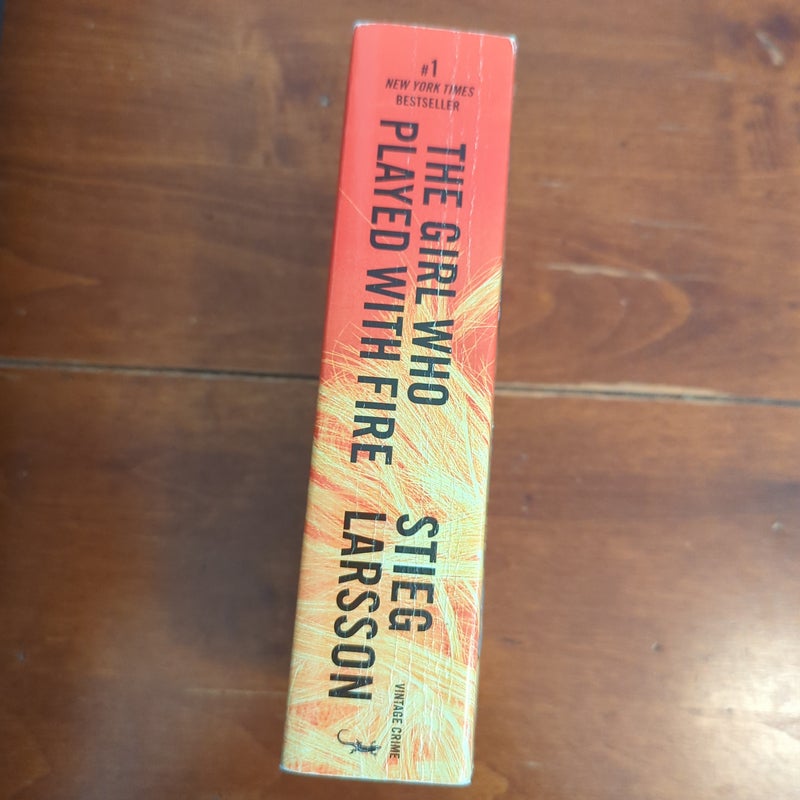 #1
NEW YORK TIMES
BESTSELLER
THE GIRL WHO
PLAYED WITH FIRE
STIEG
LARSSON
VINTAGE CRIME